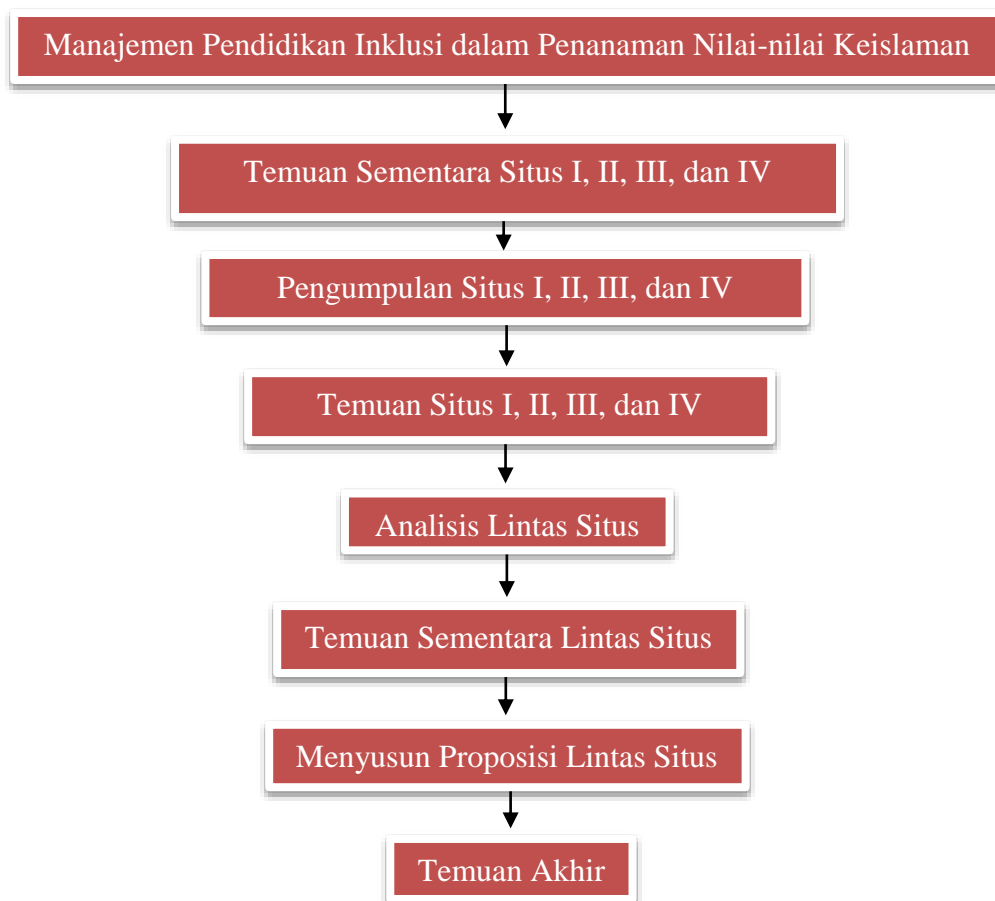 Manajemen Pendidikan Inklusi dalam Penanaman Nilai-nilai Keislaman
Temuan Sementara Situs I, II, III, dan IV
Pengumpulan Situs I, II, III, dan IV
Temuan Situs I, II, III, dan IV
Analisis Lintas Situs
Temuan Sementara Lintas Situs
Menyusun Proposisi Lintas Situs
Temuan Akhir